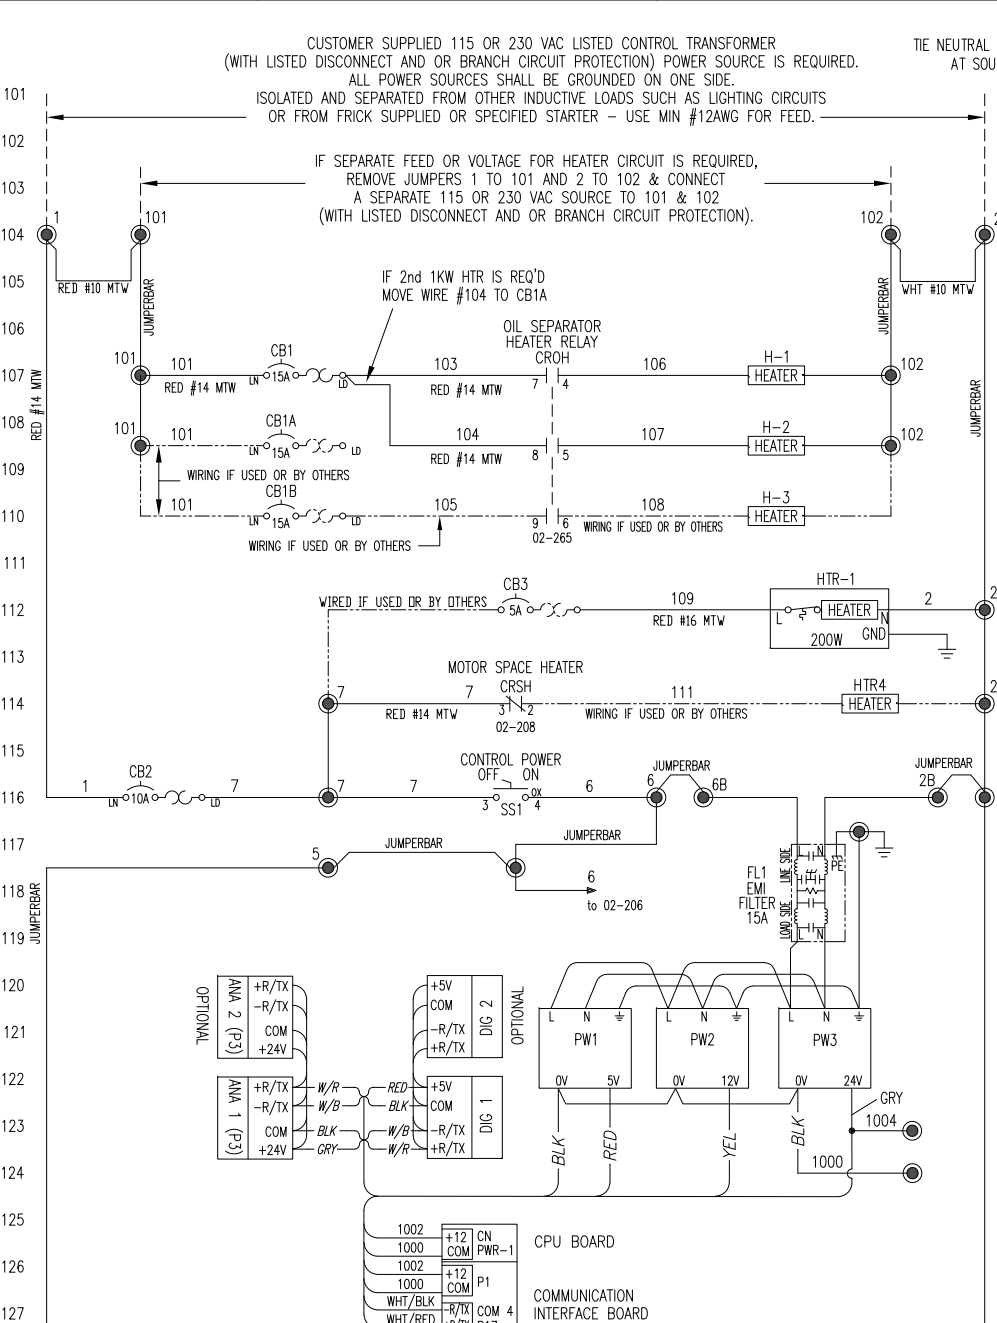 CUSTOMER SUPPLIED 115 OR 230 VAC LISTED CONTROL TRANSFORMER
(WITH LISTED DISCONNECT AND OR BRANCH CIRCUIT PROTECTION) POWER SOURCE IS REQUIRED.
ALL POWER SOURCES SHALL BE GROUNDED ON ONE SIDE.
ISOLATED AND SEPARATED FROM OTHER INDUCTIVE LOADS SUCH AS LIGHTING CIRCUITS
OR FROM FRICK SUPPLIED OR SPECIFIED STARTER – USE MIN #12AWG FOR FEED.
TIE NEUTRAL
AT SOU
101
102
IF SEPARATE FEED OR VOLTAGE FOR HEATER CIRCUIT IS REQUIRED,
REMOVE JUMPERS 1 TO 101 AND 2 TO 102 & CONNECT
A SEPARATE 115 OR 230 VAC SOURCE TO 101 & 102
(WITH LISTED DISCONNECT AND OR BRANCH CIRCUIT PROTECTION).
103
104
1
101
102
2
105
RED #10 MTW
JUMPERBAR
IF 2nd 1KW HTR IS REQ'D
MOVE WIRE #104 TO CB1A
JUMPERBAR
WHT #10 MTW
106
OIL SEPARATOR
HEATER RELAY
CROH
107
RED #14 MTW
101
101
RED #14 MTW
CB1
LN
15A
LD
103
RED #14 MTW
7
4
106
H-1
HEATER
102
JUMPERBAR
108
101
101
CB1A
LN
15A
LD
104
RED #14 MTW
8
5
107
H-2
HEATER
102
109
WIRING IF USED OR BY OTHERS
110
101
CB1B
LN
15A
LD
105
WIRING IF USED OR BY OTHERS
9
6
02-265
108
WIRING IF USED OR BY OTHERS
H-3
HEATER
111
112
WIRED IF USED OR BY OTHERS
CB3
5A
109
RED #16 MTW
HTR-1
L
HEATER
N
200W
GND
2
2
113
MOTOR SPACE HEATER
114
7
7
RED #14 MTW
CRSH
3
2
02-208
111
WIRING IF USED OR BY OTHERS
HTR4
HEATER
2
115
CONTROL POWER
OFF
ON
116
1
CB2
LN
10A
LD
7
7
7
3
SS1
OX
4
6
6
JUMPERBAR
6B
2B
JUMPERBAR
117
5
JUMPERBAR
JUMPERBAR
118
JUMPERBAR
6
to 02-206
FL1
EMI
FILTER
15A
LINE SIDE
LOAD SIDE
L
N
PE
L
N
119
120
OPTIONAL
ANA 2 (P3)
+R/TX
-R/TX
COM
+24V
+5V
COM
-R/TX
+R/TX
DIG 2
OPTIONAL
121
L
N
PW1
0V
5V
L
N
PW2
0V
12V
L
N
PW3
0V
24V
122
ANA 1 (P3)
+R/TX
-R/TX
COM
+24V
W/R
W/B
BLK
GRY
RED
BLK
W/B
W/R
+5V
COM
-R/TX
+R/TX
DIG 1
GRY
123
BLK
RED
YEL
BLK
1004
124
1000
125
1002
1000
+12
COM
CN
PWR-1
CPU BOARD
126
1002
1000
+12
COM
P1
COMMUNICATION
INTERFACE BOARD
127
WHT/BLK
WHT/RED
-R/TX
COM 4